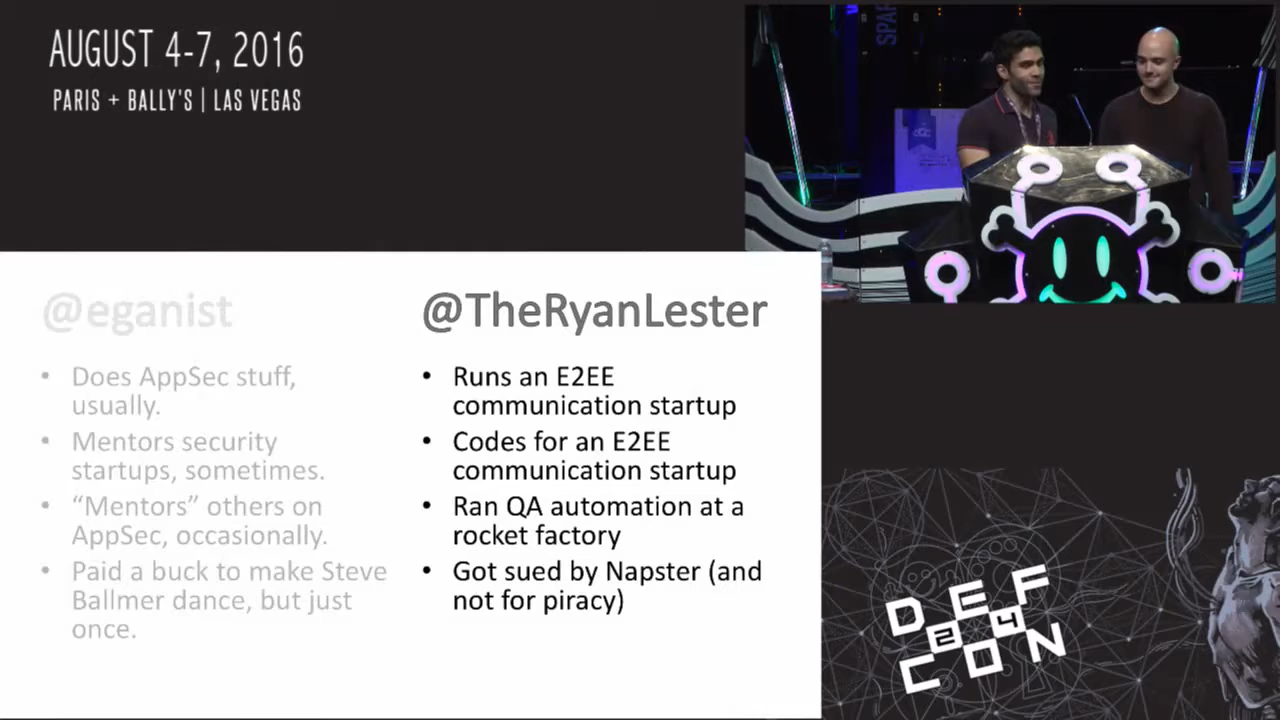 AUGUST 4-7, 2016
PARIS + BALLY'S | LAS VEGAS
SPAR
@eganist
• Does AppSec stuff,
usually.
• Mentors security
startups, sometimes.
• “Mentors” others on
AppSec, occasionally.
• Paid a buck to make Steve
Ballmer dance, but just
once.
@TheRyanLester
• Runs an E2EE
communication startup
• Codes for an E2EE
communication startup
• Ran QA automation at a
rocket factory
• Got sued by Napster (and
not for piracy)
DEF
24
CON